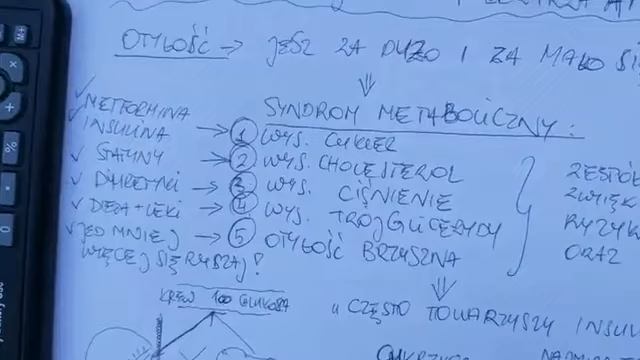 OTYŁOŚĆ → JESZ ZA DUŻO I ZA MAŁO
SYNDROM METABOLICZNY:
METFORMINA
INSULINA → 1 WYS. CUKIER
STATYNY → 2 WYS. CHOLESTEROL
DIURETYKI → 3 WYS. CIŚNIENIE
DIETA + LEKI → 4 WYS. TRÓJGLICERYDY
JEDZ MNIEJ → 5 OTYŁOŚĆ BRZUSZNA
WIĘCEJ SIĘ RUSZAJ!
ZESPÓŁ
ZWIĘK
RYZYK
ORAZ
KREW 100 GLUKOZA
" CZĘSTO TOWARZYSZY INSULI